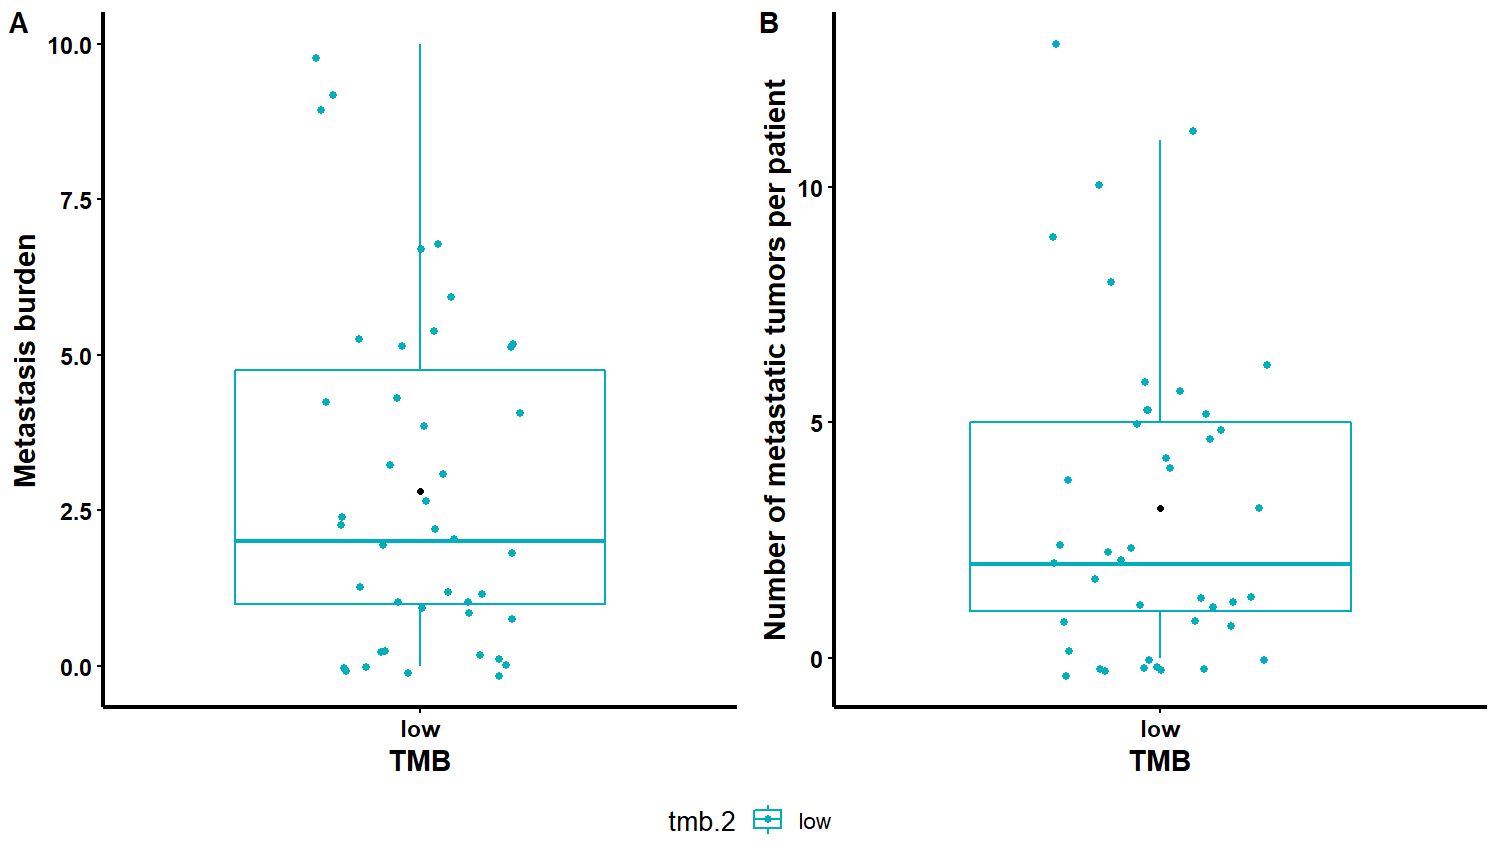 A
Metastasis burden
10.0
7.5
5.0
2.5
0.0
low
TMB
B
Number of metastatic tumors per patient
10
5
0
low
TMB
tmb.2 low